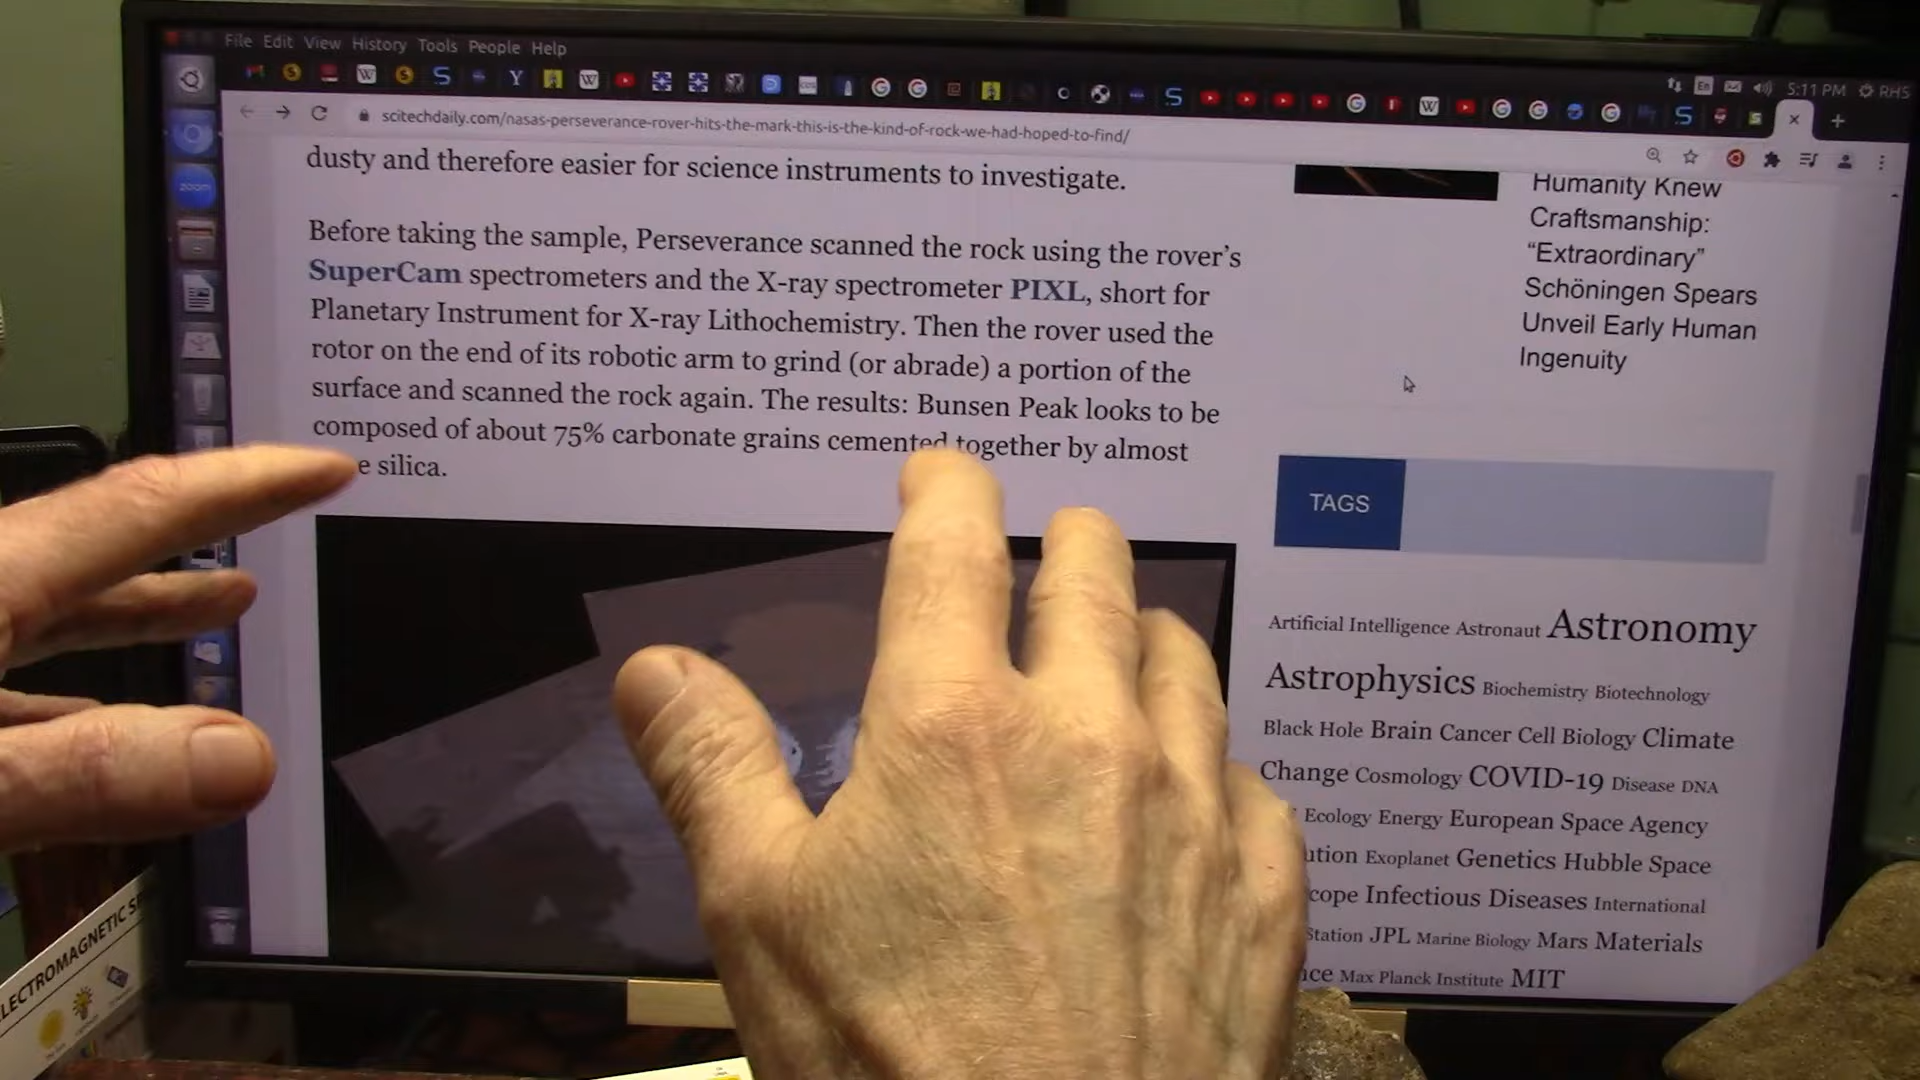 File Edit View History Tools People Help
5:11 PM RHS
scitechdaily.com/nasas-perseverance-rover-hits-the-mark-this-is-the-kind-of-rock-we-had-hoped-to-find/
zoom
dusty and therefore easier for science instruments to investigate.
Before taking the sample, Perseverance scanned the rock using the rover's
SuperCam spectrometers and the X-ray spectrometer PIXL, short for
Planetary Instrument for X-ray Lithochemistry. Then the rover used the
rotor on the end of its robotic arm to grind (or abrade) a portion of the
surface and scanned the rock again. The results: Bunsen Peak looks to be
composed of about 75% carbonate grains cemented together by almost
e silica.
Humanity Knew
Craftsmanship:
“Extraordinary”
Schöningen Spears
Unveil Early Human
Ingenuity
TAGS
Artificial Intelligence Astronaut Astronomy
Astrophysics Biochemistry Biotechnology
Black Hole Brain Cancer Cell Biology Climate
Change Cosmology COVID-19 Disease DNA
Ecology Energy European Space Agency
ution Exoplanet Genetics Hubble Space
cope Infectious Diseases International
Station JPL Marine Biology Mars Materials
nce Max Planck Institute MIT
LECTROMAGNETIC S